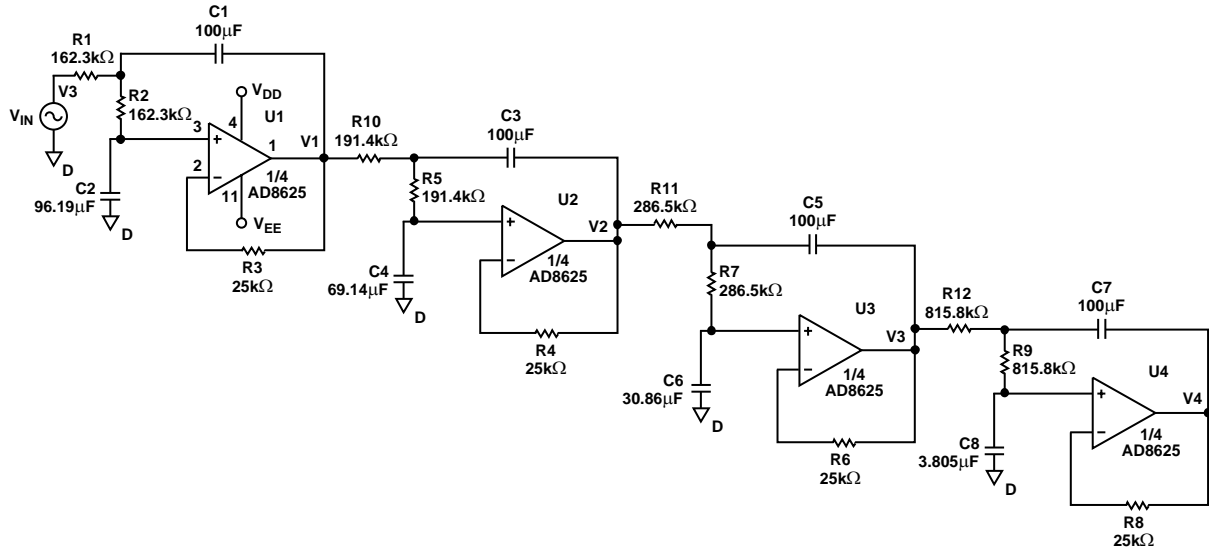 C1
100μF
R1
162.3kΩ
V3
VIN
D
R2
162.3kΩ
VDD
U1
3
4
1
2
11
1/4
AD8625
VEE
V1
C2
96.19μF
D
R3
25kΩ
R10
191.4kΩ
C3
100μF
R5
191.4kΩ
U2
1/4
AD8625
V2
C4
69.14μF
D
R4
25kΩ
R11
286.5kΩ
C5
100μF
R7
286.5kΩ
U3
1/4
AD8625
V3
C6
30.86μF
D
R6
25kΩ
R12
815.8kΩ
C7
100μF
R9
815.8kΩ
U4
1/4
AD8625
V4
C8
3.805μF
D
R8
25kΩ